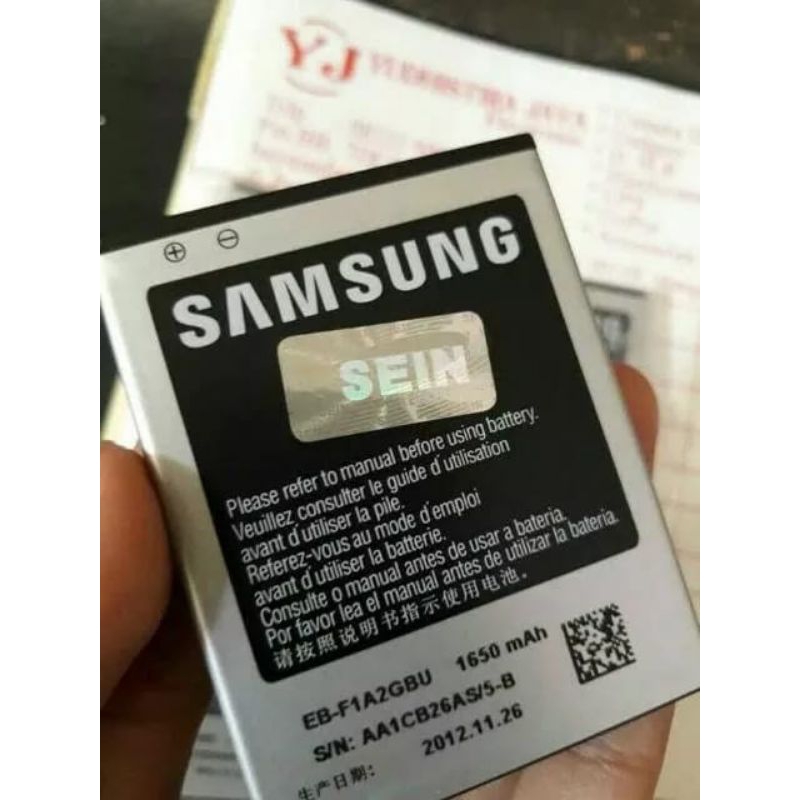 YJ
⊕ ⊖
SAMSUNG
SEIN
Please refer to manual before using battery.
Veuillez consulter le guide d'utilisation
avant d'utiliser la pile.
Referez-vous au mode d'emploi
avant d'utiliser la batterie.
Consulte o manual antes de usar a bateria.
Por favor lea el manual antes de utilizar la batería.
请按照说明书指示使用电池。
EB-F1A2GBU 1650 mAh
S/N: AA1CB26AS/5-B
生产日期: 2012.11.26